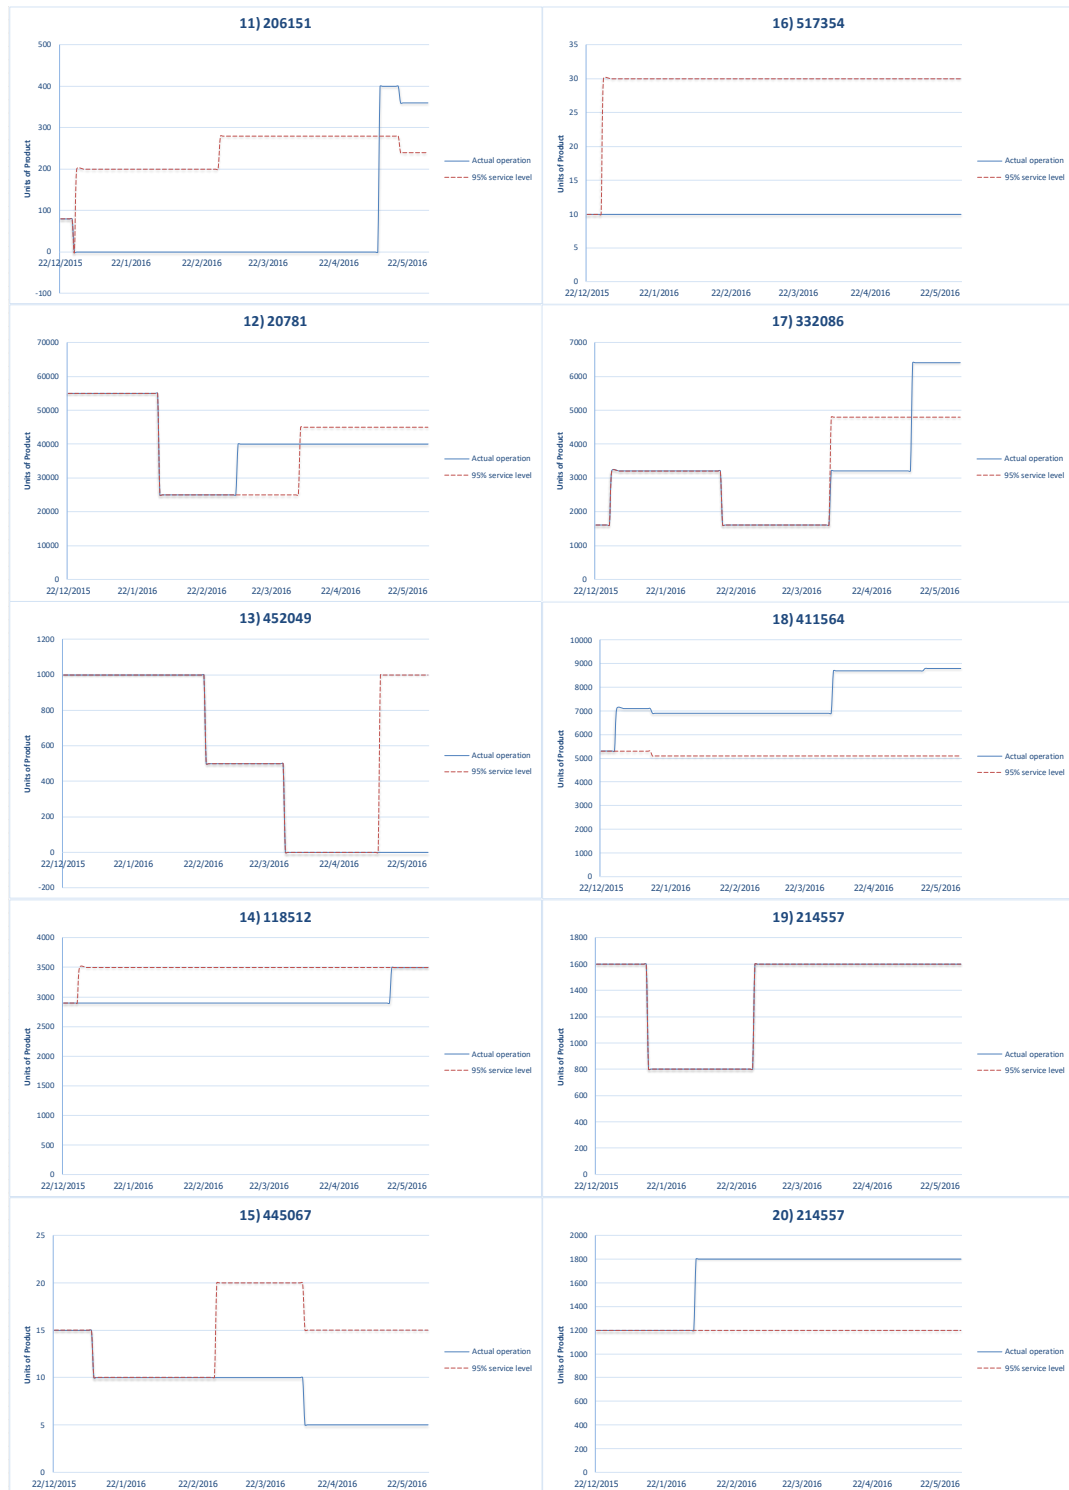 11) 206151
500
400
300
200
100
0
-100
Units of Product
22/12/2015 22/1/2016 22/2/2016 22/3/2016 22/4/2016 22/5/2016
Actual operation
95% service level
16) 517354
35
30
25
20
15
10
5
0
Units of Product
22/12/2015 22/1/2016 22/2/2016 22/3/2016 22/4/2016 22/5/2016
Actual operation
95% service level
12) 20781
70000
60000
50000
40000
30000
20000
10000
0
Units of Product
22/12/2015 22/1/2016 22/2/2016 22/3/2016 22/4/2016 22/5/2016
Actual operation
95% service level
17) 332086
7000
6000
5000
4000
3000
2000
1000
0
Units of Product
22/12/2015 22/1/2016 22/2/2016 22/3/2016 22/4/2016 22/5/2016
Actual operation
95% service level
13) 452049
1200
1000
800
600
400
200
0
-200
Units of Product
22/12/2015 22/1/2016 22/2/2016 22/3/2016 22/4/2016 22/5/2016
Actual operation
95% service level
18) 411564
10000
9000
8000
7000
6000
5000
4000
3000
2000
1000
0
Units of Product
22/12/2015 22/1/2016 22/2/2016 22/3/2016 22/4/2016 22/5/2016
Actual operation
95% service level
14) 118512
4000
3500
3000
2500
2000
1500
1000
500
0
Units of Product
22/12/2015 22/1/2016 22/2/2016 22/3/2016 22/4/2016 22/5/2016
Actual operation
95% service level
19) 214557
1800
1600
1400
1200
1000
800
600
400
200
0
Units of Product
22/12/2015 22/1/2016 22/2/2016 22/3/2016 22/4/2016 22/5/2016
Actual operation
95% service level
15) 445067
25
20
15
10
5
0
Units of Product
22/12/2015 22/1/2016 22/2/2016 22/3/2016 22/4/2016 22/5/2016
Actual operation
95% service level
20) 214557
2000
1800
1600
1400
1200
1000
800
600
400
200
0
Units of Product
22/12/2015 22/1/2016 22/2/2016 22/3/2016 22/4/2016 22/5/2016
Actual operation
95% service level